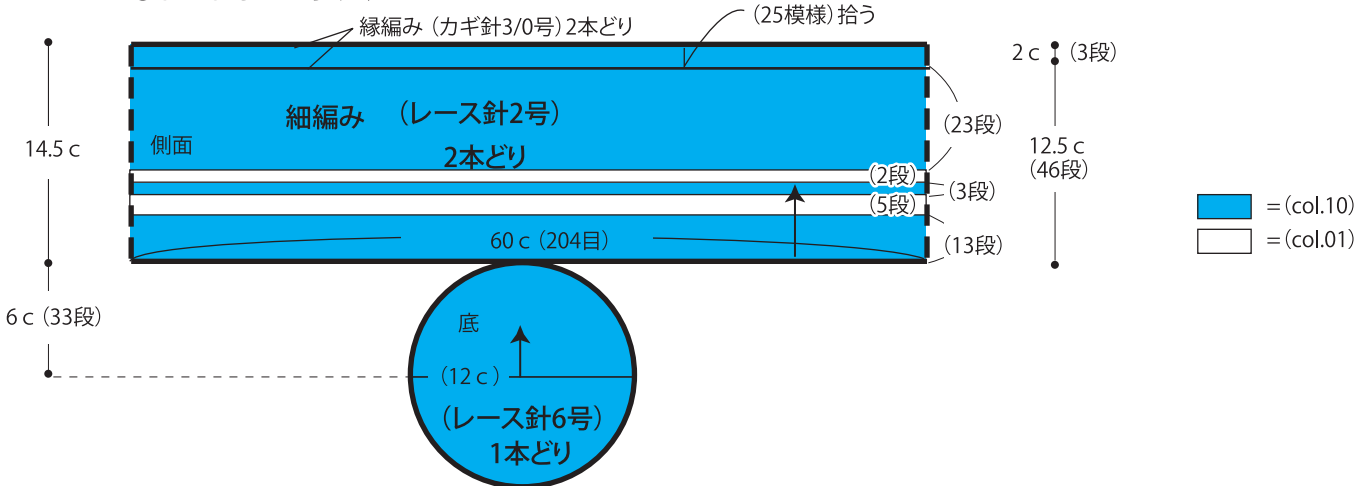 縁編み (カギ針3/0号) 2本どり
(25模様) 拾う
2 c (3段)
細編み (レース針2号)
2本どり
側面
14.5 c
(23段)
12.5 c
(46段)
(2段)
(3段)
(5段)
(13段)
60 c (204目)
=(col.10)
=(col.01)
6 c (33段)
底
(12 c)
(レース針6号)
1本どり